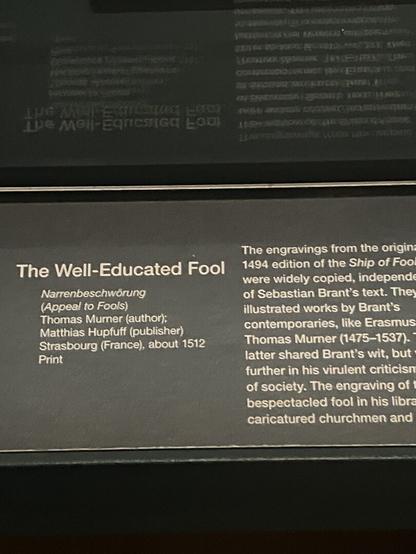 The Well-Educated Fool
Narrenbeschwörung
(Appeal to Fools)
Thomas Murner (author);
Matthias Hupfuff (publisher)
Strasbourg (France), about 1512
Print
The engravings from the origina
1494 edition of the Ship of Fool
were widely copied, independe
of Sebastian Brant's text. They
illustrated works by Brant's
contemporaries, like Erasmus
Thomas Murner (1475–1537). T
latter shared Brant's wit, but
further in his virulent criticism
of society. The engraving of t
bespectacled fool in his libra
caricatured churchmen and